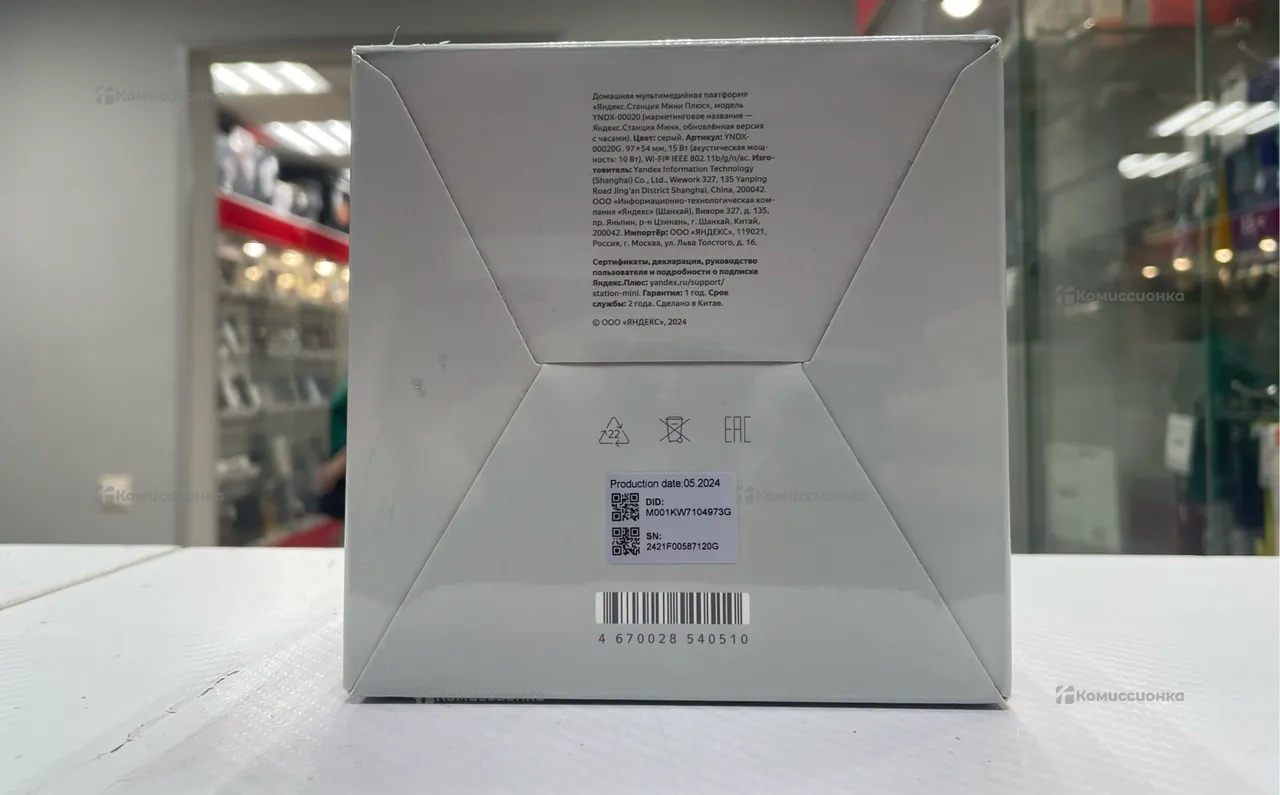 Комиссионка
Домашняя мультимедийная платформа
«Яндекс.Станция Мини Плюс», модель
YNDX-00020 (маркетинговое название —
Яндекс.Станция Мини, обновлённая версия
с часами). Цвет: серый. Артикул: YNDX-
00020G. 97×54 мм, 15 Вт (акустическая мощ-
ность: 10 Вт), Wi-Fi® IEEE 802.11b/g/n/ac. Изго-
товитель: Yandex Information Technology
(Shanghai) Co., Ltd., Wework 327, 135 Yanping
Road Jing'an District Shanghai, China, 200042.
ООО «Информационно-технологическая ком-
пания «Яндекс» (Шанхай), Виворк 327, д. 135,
пр. Яньпин, р-н Цзинань, г. Шанхай, Китай,
200042. Импортёр: ООО «ЯНДЕКС», 119021,
Россия, г. Москва, ул. Льва Толстого, д. 16.
Сертификаты, декларация, руководство
пользователя и подробности о подписке
Яндекс.Плюс: yandex.ru/support/
station-mini. Гарантия: 1 год. Срок
службы: 2 года. Сделано в Китае.
© ООО «ЯНДЕКС», 2024
Комиссионка
22
EAC
Production date:05.2024
DID:
M001KW7104973G
Комиссионка
Комиссионка
SN:
2421F00587120G
4 670028 540510
Комиссионка
Комиссионка